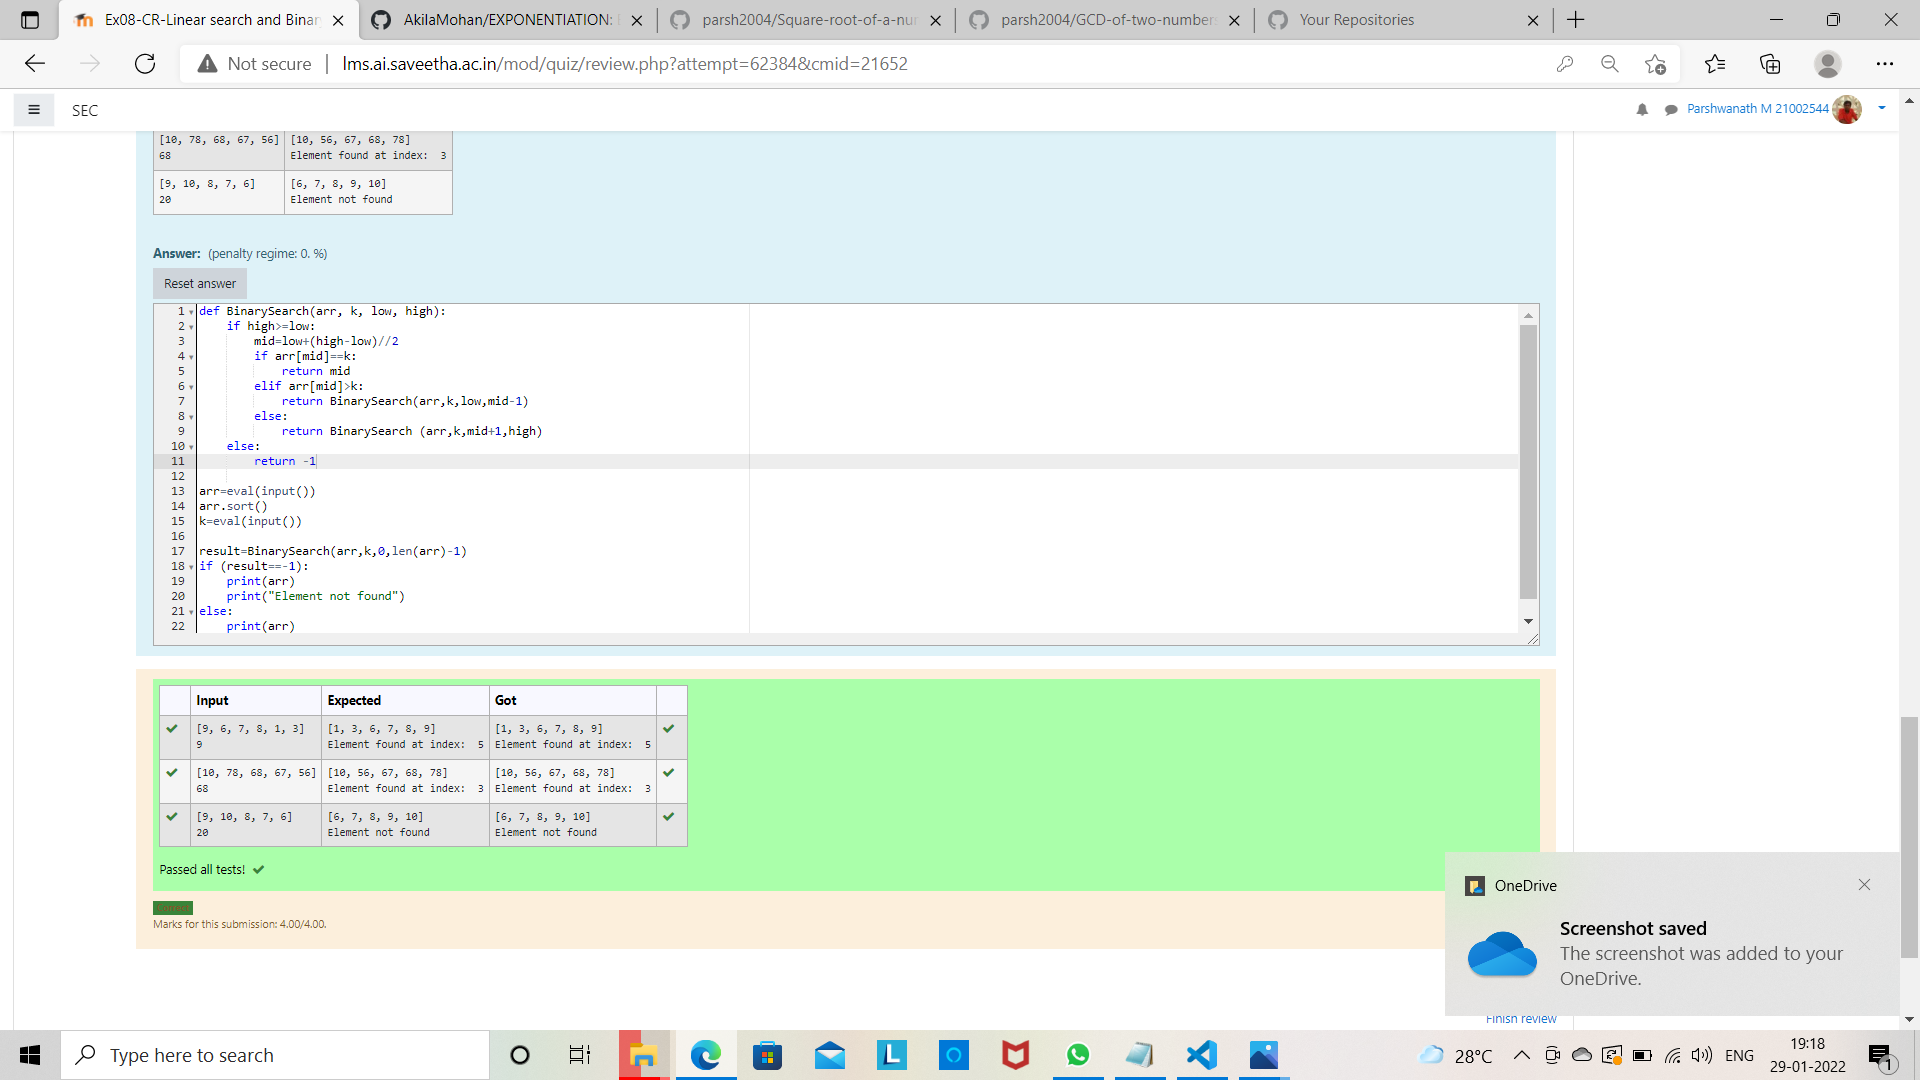 Ex08-CR-Linear search and Bina
AkilaMohan/EXPONENTIATION:
parsh2004/Square-root-of-a-nu
parsh2004/GCD-of-two-number
Your Repositories
Not secure
lms.ai.saveetha.ac.in/mod/quiz/review.php?attempt=62384&cmid=21652
SEC
Parshwanath M 21002544
[10, 78, 68, 67, 56] [10, 56, 67, 68, 78]
68 Element found at index:  3
[9, 10, 8, 7, 6] [6, 7, 8, 9, 10]
20 Element not found
Answer: (penalty regime: 0. %)
Reset answer
1 def BinarySearch(arr, k, low, high):
2     if high>=low:
3         mid=low+(high-low)//2
4         if arr[mid]==k:
5             return mid
6         elif arr[mid]>k:
7             return BinarySearch(arr,k,low,mid-1)
8         else:
9             return BinarySearch (arr,k,mid+1,high)
10     else:
11         return -1
12
13 arr=eval(input())
14 arr.sort()
15 k=eval(input())
16
17 result=BinarySearch(arr,k,0,len(arr)-1)
18 if (result==-1):
19     print(arr)
20     print("Element not found")
21 else:
22     print(arr)
Input Expected Got
[9, 6, 7, 8, 1, 3] [1, 3, 6, 7, 8, 9] [1, 3, 6, 7, 8, 9]
9 Element found at index:  5 Element found at index:  5
[10, 78, 68, 67, 56] [10, 56, 67, 68, 78] [10, 56, 67, 68, 78]
68 Element found at index:  3 Element found at index:  3
[9, 10, 8, 7, 6] [6, 7, 8, 9, 10] [6, 7, 8, 9, 10]
20 Element not found Element not found
Passed all tests!
Marks for this submission: 4.00/4.00.
OneDrive
Screenshot saved
The screenshot was added to your
OneDrive.
Finish review
Type here to search
28°C
ENG
19:18
29-01-2022
1